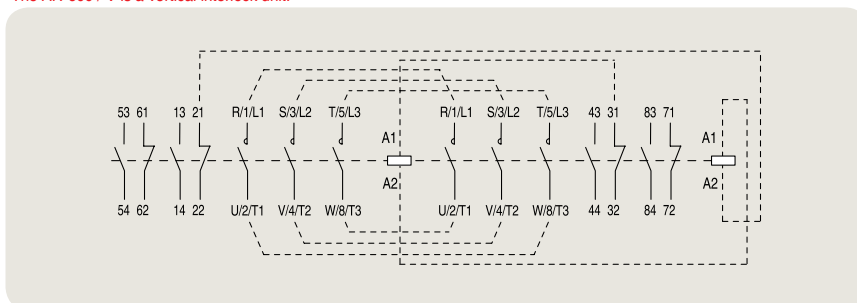 53 61 13 21 R/1/L1 S/3/L2 T/5/L3 R/1/L1 S/3/L2 T/5/L3 43 31 83 71
A1 A1
A2 A2
54 62 14 22 U/2/T1 V/4/T2 W/8/T3 U/2/T1 V/4/T2 W/8/T3 44 32 84 72